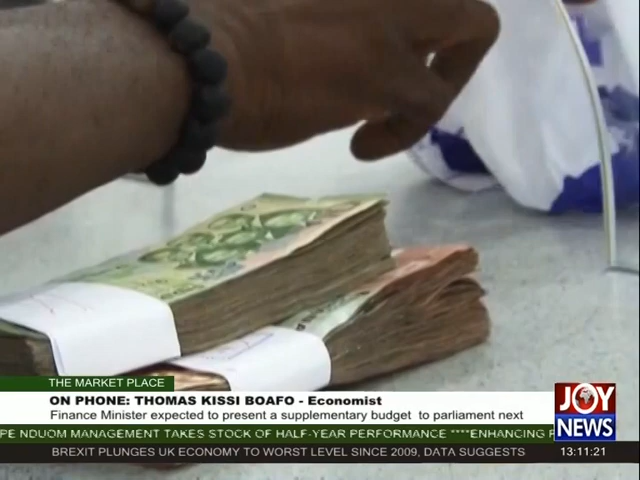 THE MARKET PLACE
ON PHONE: THOMAS KISSI BOAFO - Economist
Finance Minister expected to present a supplementary budget to parliament next
JOY
NEWS
PE NDUOM MANAGEMENT TAKES STOCK OF HALF-YEAR PERFORMANCE ****ENHANCING
BREXIT PLUNGES UK ECONOMY TO WORST LEVEL SINCE 2009, DATA SUGGESTS
13:11:21